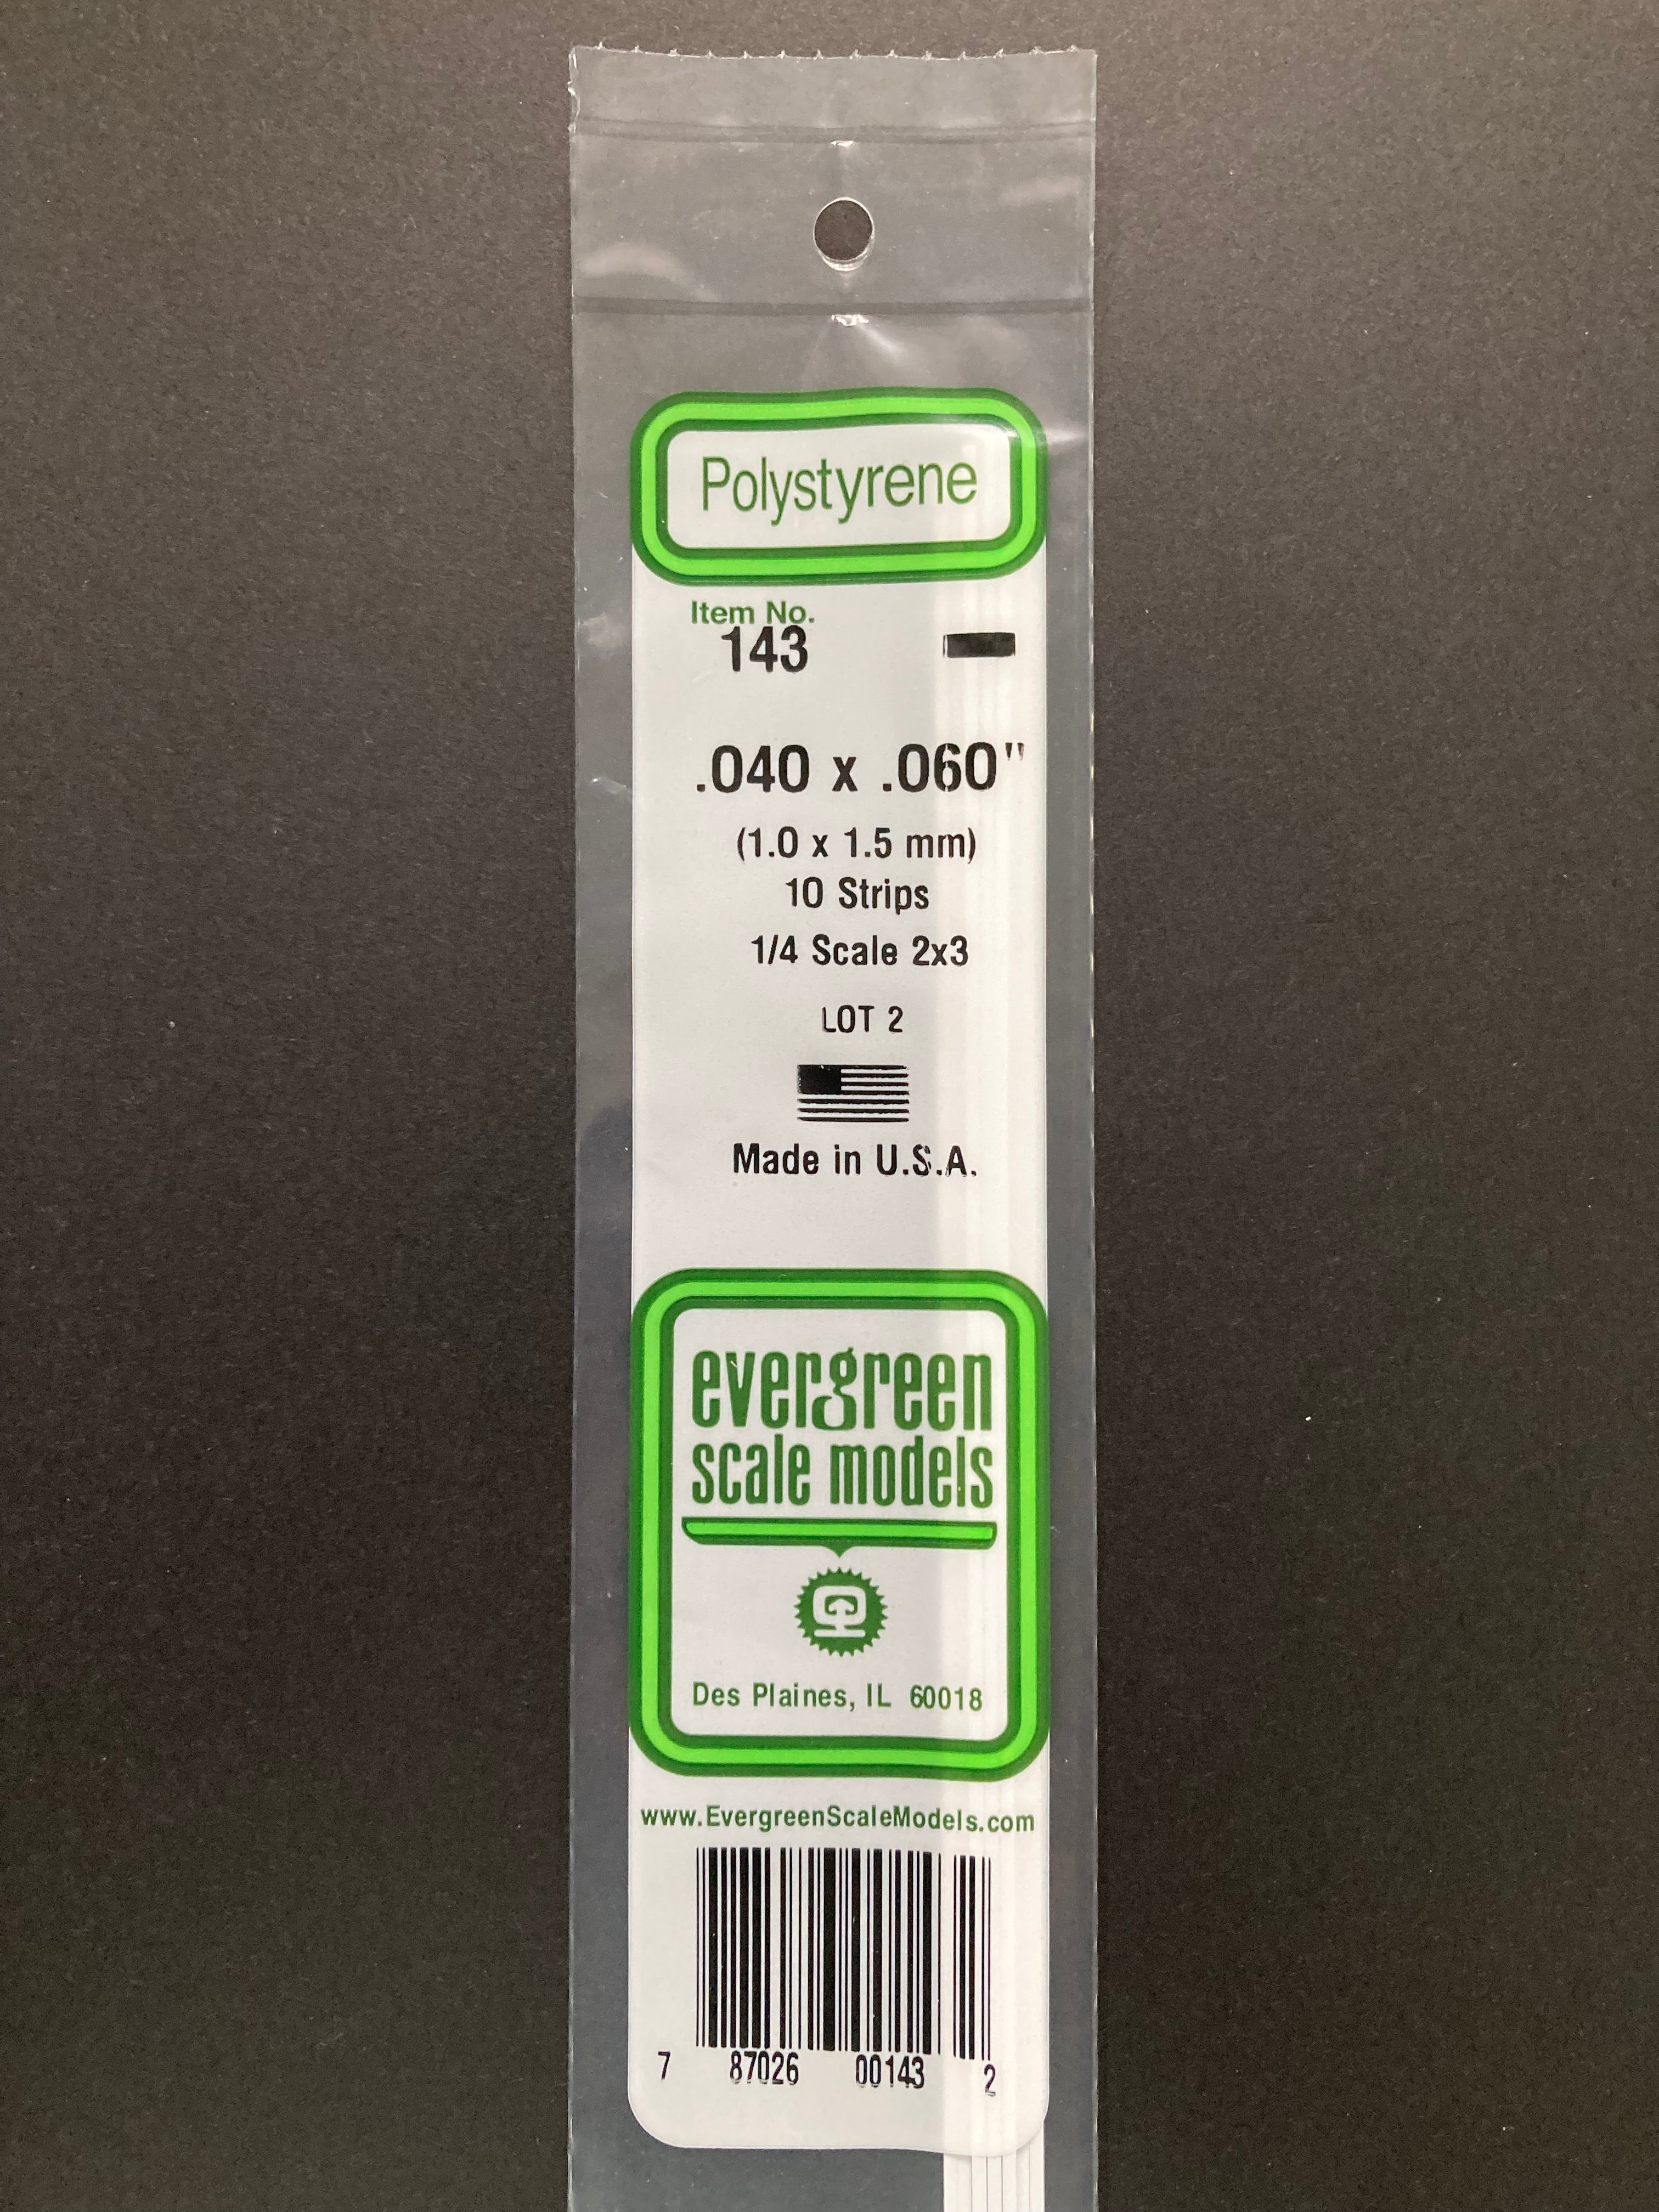 Polystyrene
Item No.
143
.040 x .060"
(1.0 x 1.5 mm)
10 Strips
1/4 Scale 2x3
LOT 2
Made in U.S.A.
evergreen
scale models
Des Plaines, IL 60018
www.EvergreenScaleModels.com
7 87026 00143 2